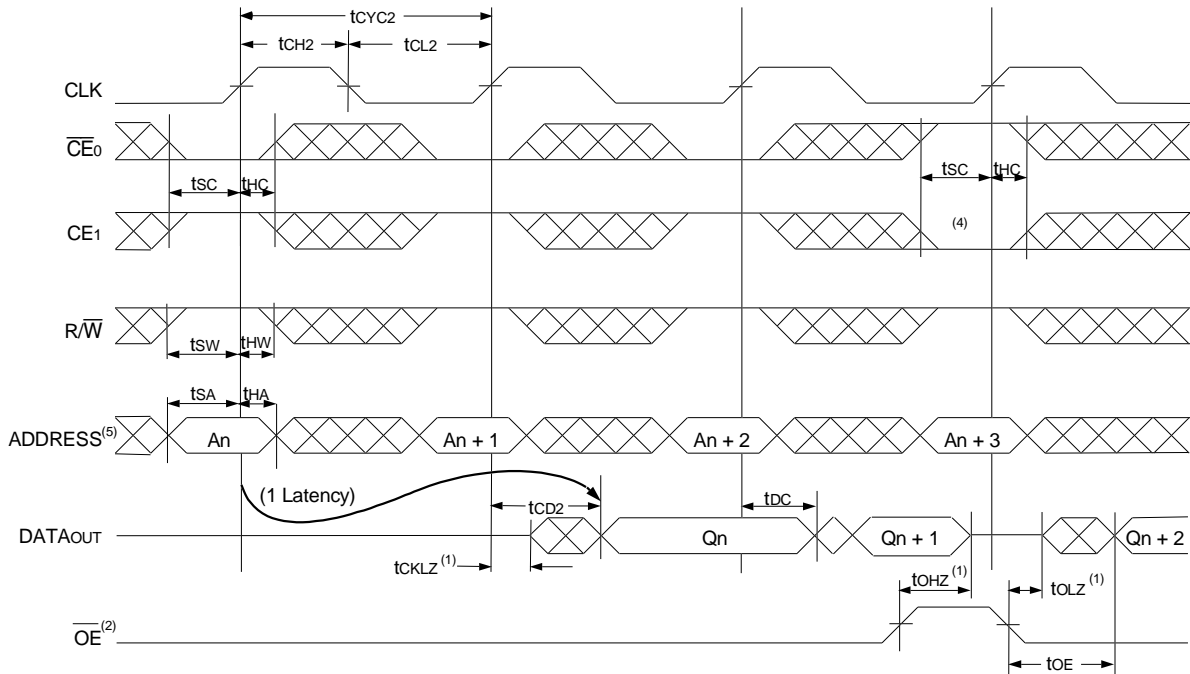 tCYC2
tCH2
tCL2
CLK
CE0
tSC
tHC
tSC
tHC
CE1
(4)
R/W
tSW
tHW
tSA
tHA
ADDRESS(5)
An
An + 1
An + 2
An + 3
(1 Latency)
tCD2
tDC
DATAOUT
Qn
Qn + 1
Qn + 2
tCKLZ(1)
tOHZ(1)
tOLZ(1)
OE(2)
tOE